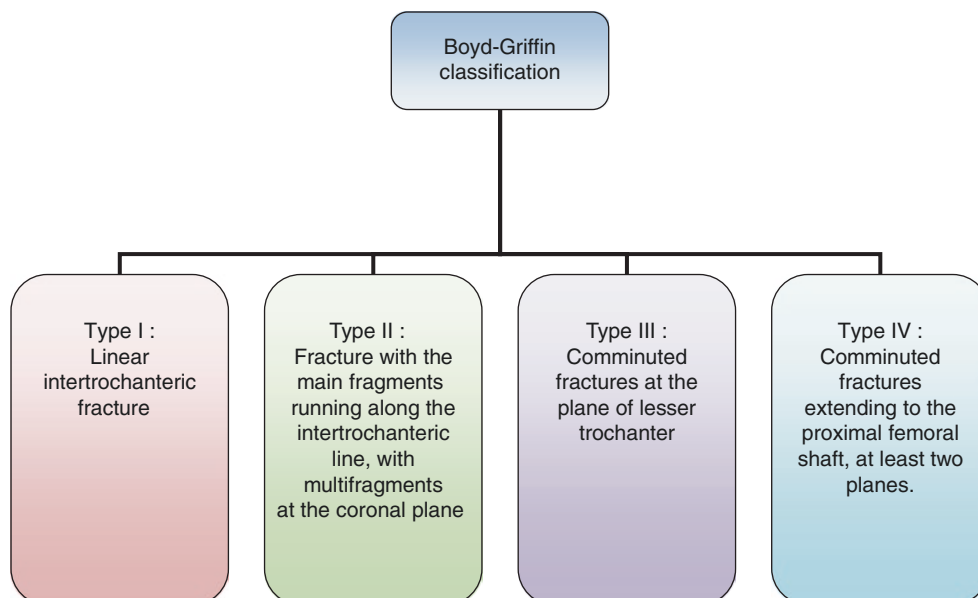 Boyd-Griffin
classification
Type I :
Linear
intertrochanteric
fracture
Type II :
Fracture with the
main fragments
running along the
intertrochanteric
line, with
multifragments
at the coronal plane
Type III :
Comminuted
fractures at the
plane of lesser
trochanter
Type IV :
Comminuted
fractures
extending to the
proximal femoral
shaft, at least two
planes.